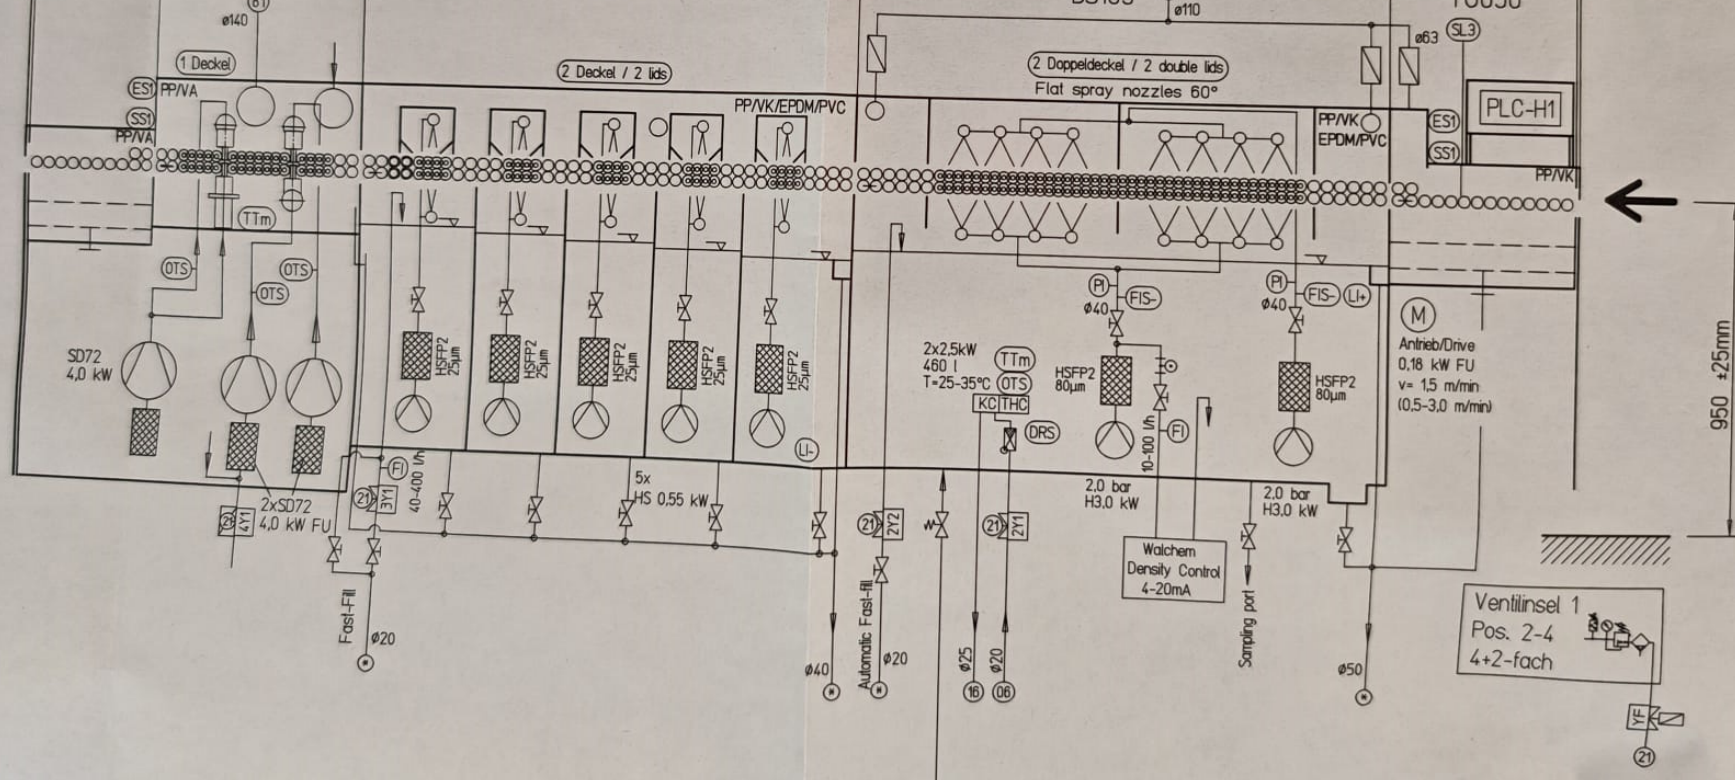 ø110
ø140
ø63
SL3
1 Deckel
2 Deckel / 2 lids
2 Doppeldeckel / 2 double lids
Flat spray nozzles 60°
ES1
PP/VA
SS1
PP/VA
PP/VK/EPDM/PVC
PP/VK
EPDM/PVC
ES1
SS1
PLC-H1
PP/VK
TTm
OTS
OTS
OTS
SD72
4,0 kW
HSFP2
25µm
HSFP2
25µm
HSFP2
25µm
HSFP2
25µm
HSFP2
25µm
PI
FIS-
ø40
PI
FIS-
LI+
ø40
2x2,5kW
460 l
T=25-35°C
TTm
OTS
KC
THC
DRS
HSFP2
80µm
HSFP2
80µm
10-100 l/h
FI
M
Antrieb/Drive
0,18 kW FU
v= 1,5 m/min
(0,5-3,0 m/min)
950 ±25mm
LI-
FI
40-400 l/h
21
3Y1
21
4Y1
2xSD72
4,0 kW FU
5x
HS 0,55 kW
21
2Y2
21
2Y1
2,0 bar
H3,0 kW
2,0 bar
H3,0 kW
Walchem
Density Control
4-20mA
Sampling port
Fast-Fill
ø20
ø40
Automatic Fast-fill
ø20
ø25
16
ø20
06
ø50
Ventilinsel 1
Pos. 2-4
4+2-fach
YF
21